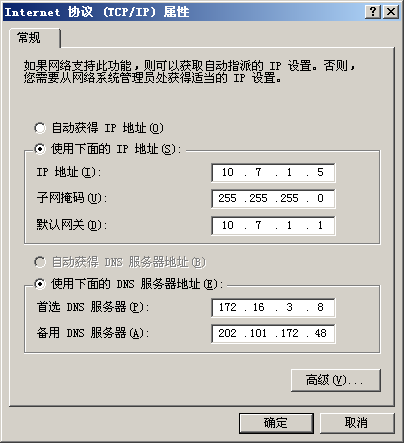 Internet 协议 (TCP/IP) 属性
常规
如果网络支持此功能，则可以获取自动指派的 IP 设置。否则，
您需要从网络系统管理员处获得适当的 IP 设置。
自动获得 IP 地址(O)
使用下面的 IP 地址(S):
IP 地址(I): 10 . 7 . 1 . 5
子网掩码(U): 255 .255 .255 . 0
默认网关(D): 10 . 7 . 1 . 1
自动获得 DNS 服务器地址(B)
使用下面的 DNS 服务器地址(E):
首选 DNS 服务器(P): 172 . 16 . 3 . 8
备用 DNS 服务器(A): 202 .101 .172 . 48
高级(V)...
确定 取消